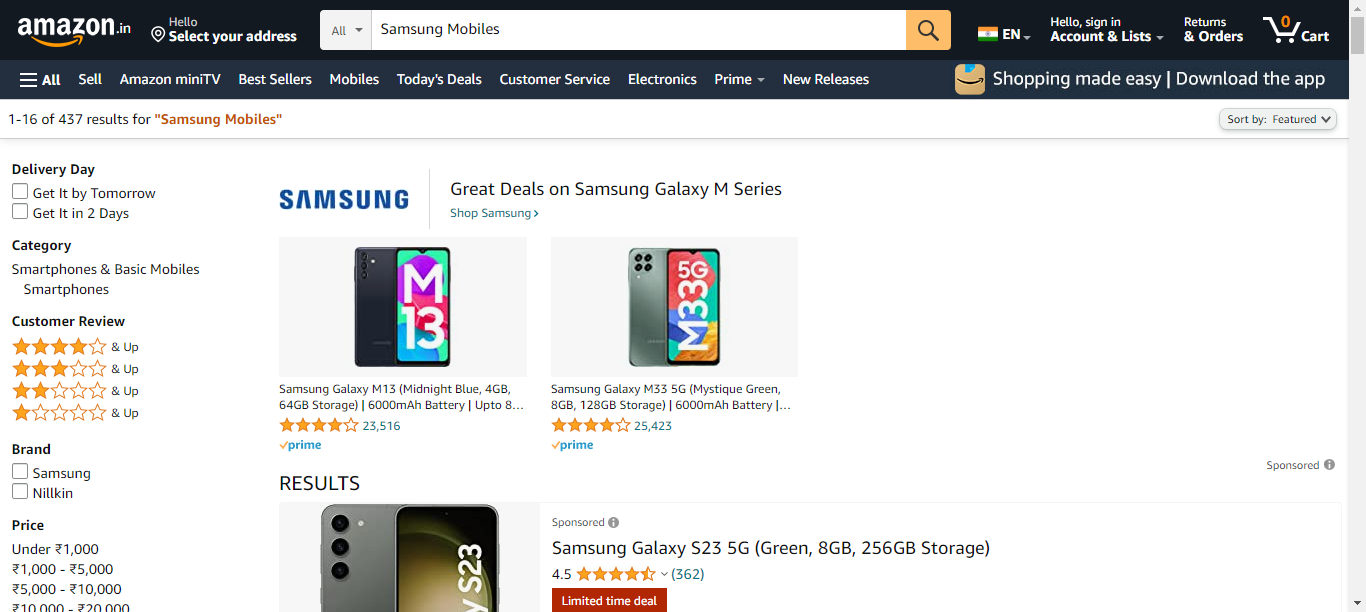 amazon.in
Hello
Select your address
All
Samsung Mobiles
EN
Hello, sign in
Account & Lists
Returns
& Orders
0
Cart
All
Sell
Amazon miniTV
Best Sellers
Mobiles
Today's Deals
Customer Service
Electronics
Prime
New Releases
Shopping made easy | Download the app
1-16 of 437 results for "Samsung Mobiles"
Sort by: Featured
Delivery Day
Get It by Tomorrow
Get It in 2 Days
Category
Smartphones & Basic Mobiles
Smartphones
Customer Review
& Up
& Up
& Up
& Up
Brand
Samsung
Nillkin
Price
Under ₹1,000
₹1,000 - ₹5,000
₹5,000 - ₹10,000
₹10,000 - ₹20,000
SAMSUNG
Great Deals on Samsung Galaxy M Series
Shop Samsung
M
13
Samsung Galaxy M13 (Midnight Blue, 4GB,
64GB Storage) | 6000mAh Battery | Upto 8...
23,516
prime
M33
5G
Samsung Galaxy M33 5G (Mystique Green,
8GB, 128GB Storage) | 6000mAh Battery |...
25,423
prime
Sponsored
RESULTS
y S23
Sponsored
Samsung Galaxy S23 5G (Green, 8GB, 256GB Storage)
4.5
(362)
Limited time deal